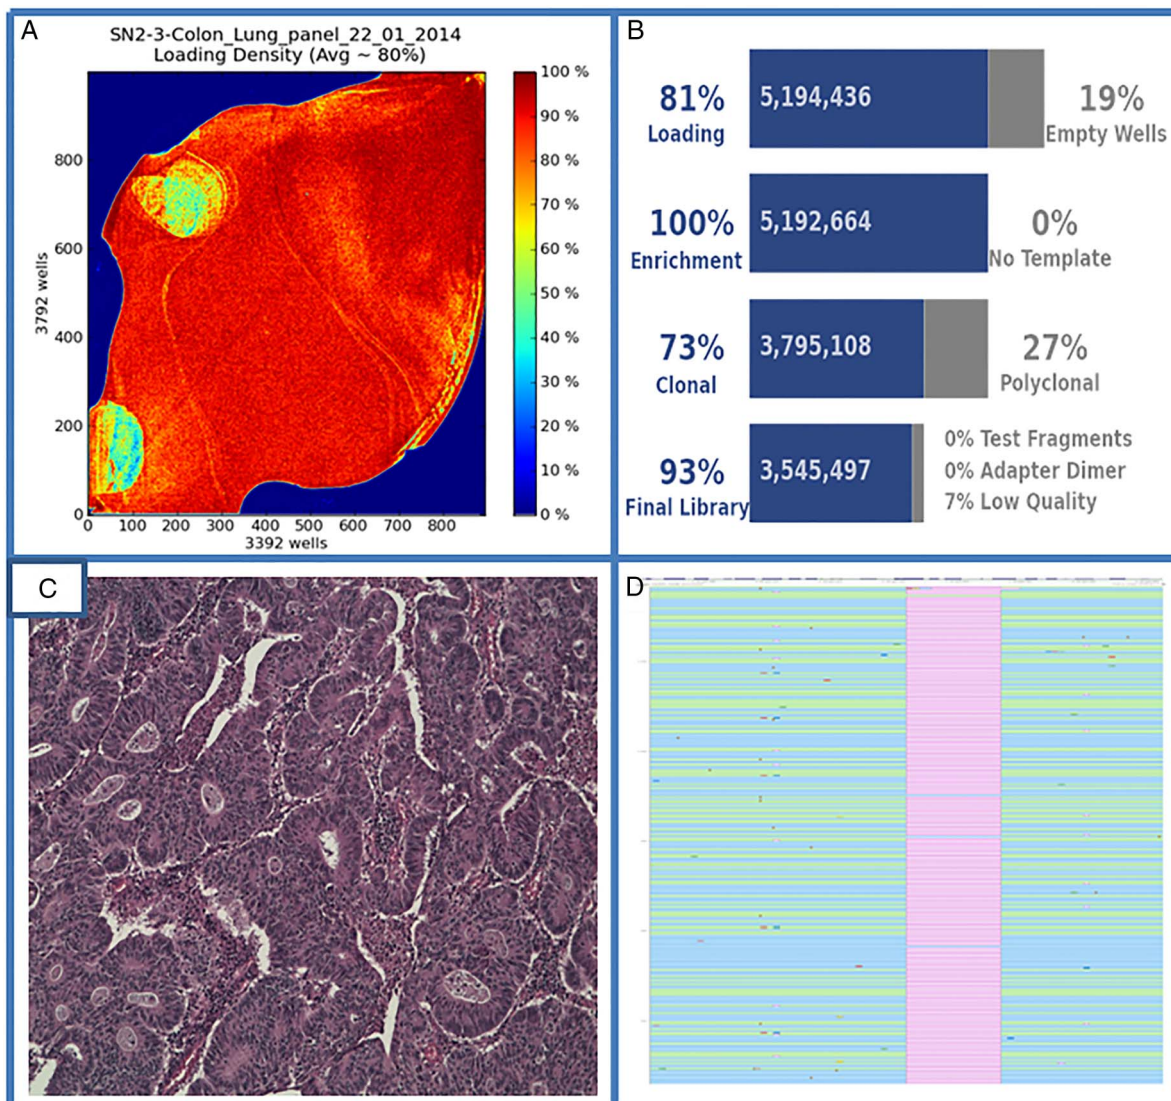 A
SN2-3-Colon_Lung_panel_22_01_2014
Loading Density (Avg ~ 80%)
100 %
90 %
80 %
70 %
60 %
50 %
40 %
30 %
20 %
10 %
0 %
800
600
400
200
0
3792 wells
0 100 200 300 400 500 600 700 800
3392 wells
B
81%
Loading
5,194,436
19%
Empty Wells
100%
Enrichment
5,192,664
0%
No Template
73%
Clonal
3,795,108
27%
Polyclonal
93%
Final Library
3,545,497
0% Test Fragments
0% Adapter Dimer
7% Low Quality
C
D